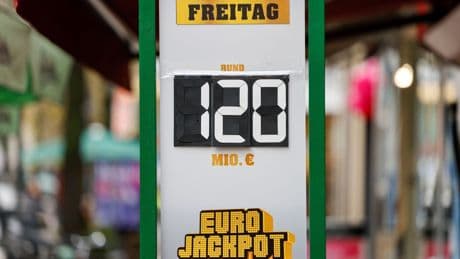 FREITAG
RUND
120
MIO. €
EURO
JACKPOT